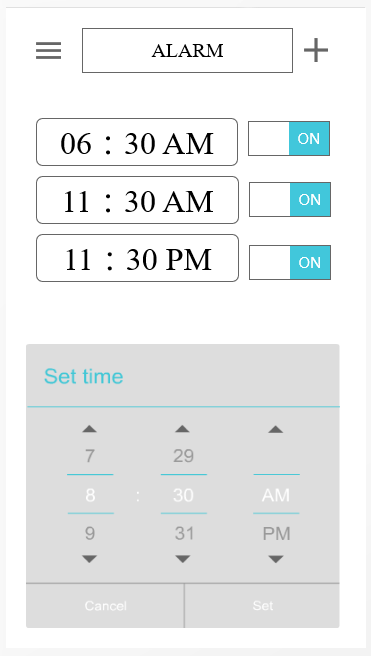 ALARM
06 : 30 AM ON
11 : 30 AM ON
11 : 30 PM ON
Set time
7 29
8 : 30 AM
9 31 PM
Cancel Set